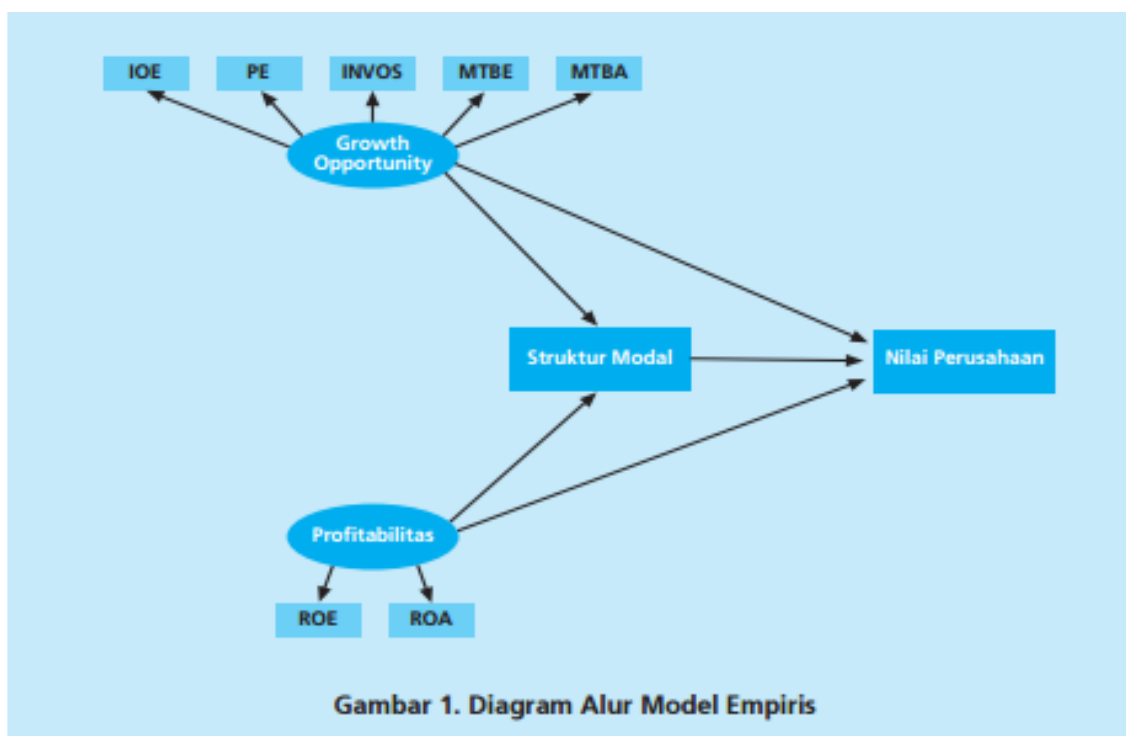 IOE PE INVOS MTBE MTBA
Growth
Opportunity
Struktur Modal
Nilai Perusahaan
Profitabilitas
ROE ROA
Gambar 1. Diagram Alur Model Empiris